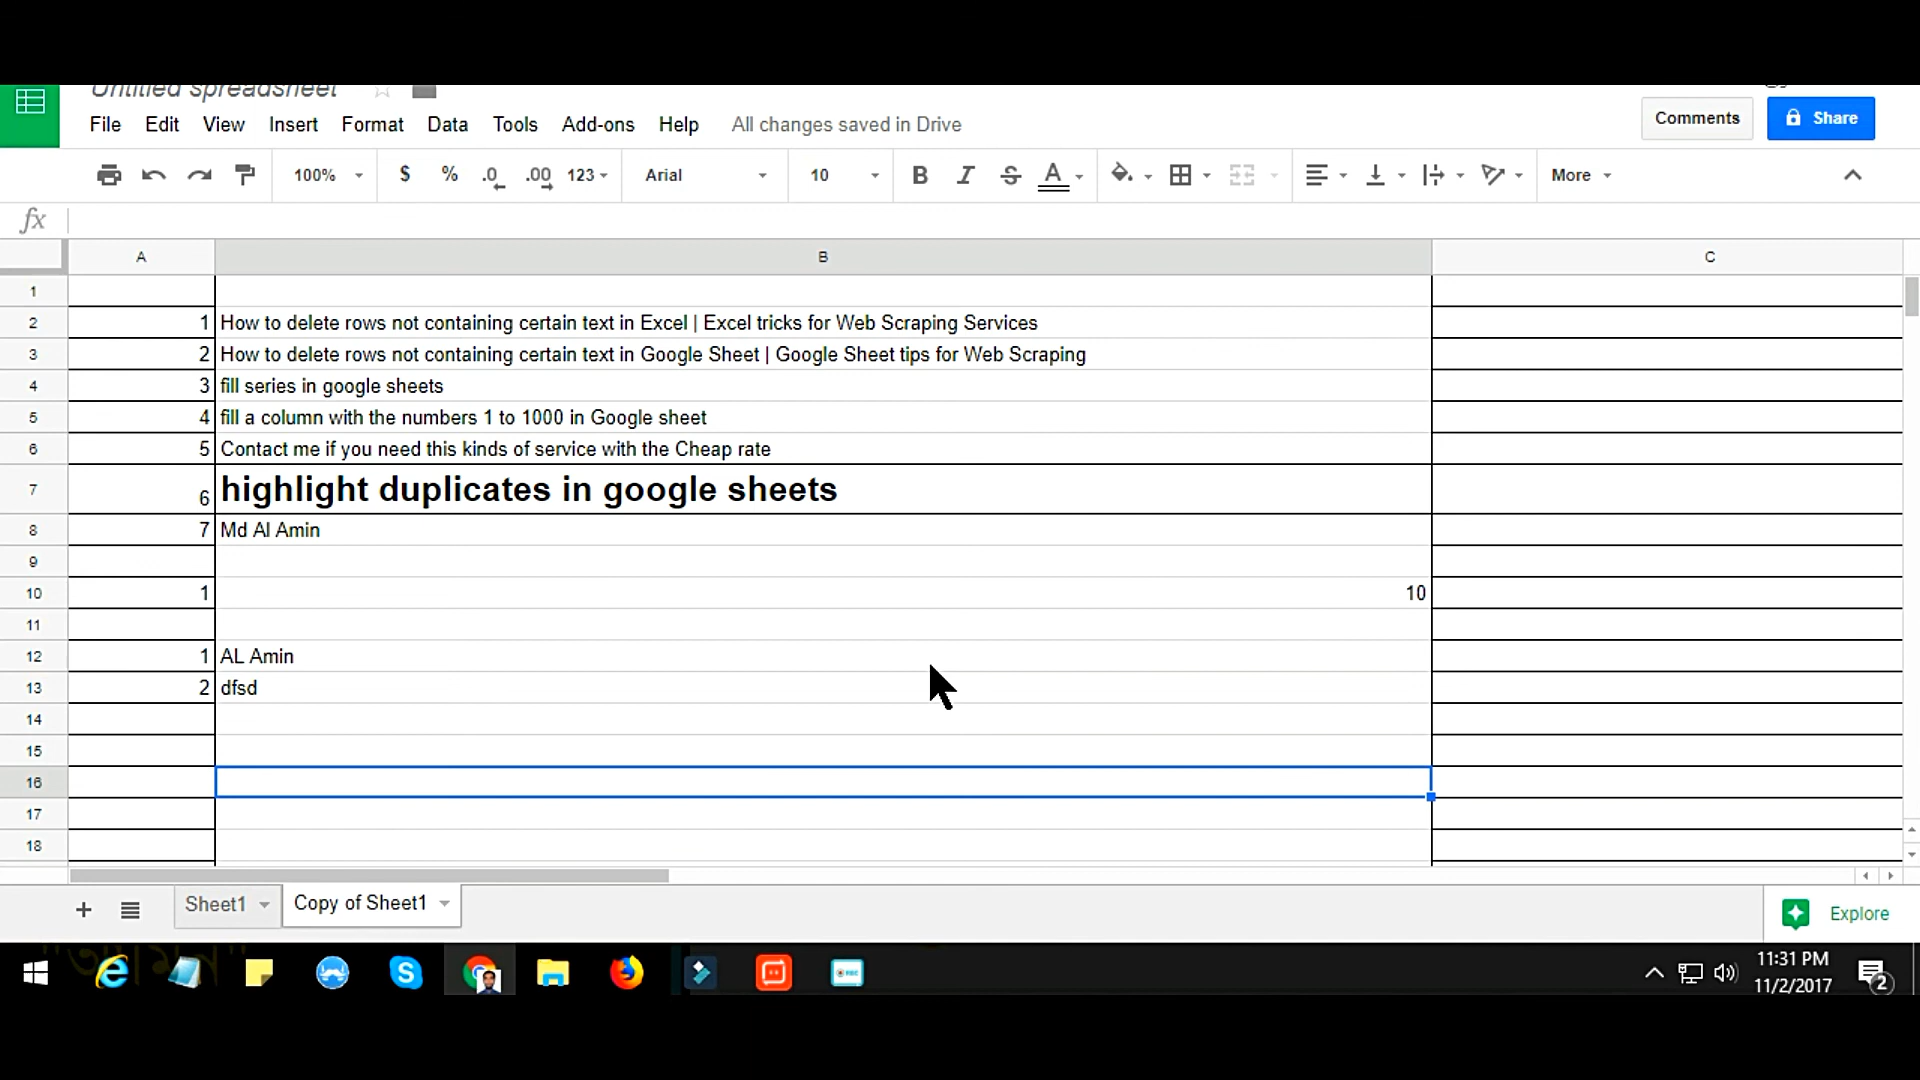 Untitled spreadsheet
File Edit View Insert Format Data Tools Add-ons Help All changes saved in Drive
Comments Share
100% $ % .0 .00 123 Arial 10 B I S A More
fx
A B C
1
2 1 How to delete rows not containing certain text in Excel | Excel tricks for Web Scraping Services
3 2 How to delete rows not containing certain text in Google Sheet | Google Sheet tips for Web Scraping
4 3 fill series in google sheets
5 4 fill a column with the numbers 1 to 1000 in Google sheet
6 5 Contact me if you need this kinds of service with the Cheap rate
7 6 highlight duplicates in google sheets
8 7 Md Al Amin
9
10 1 10
11
12 1 AL Amin
13 2 dfsd
14
15
16
17
18
Sheet1 Copy of Sheet1 Explore
11:31 PM
11/2/2017
2